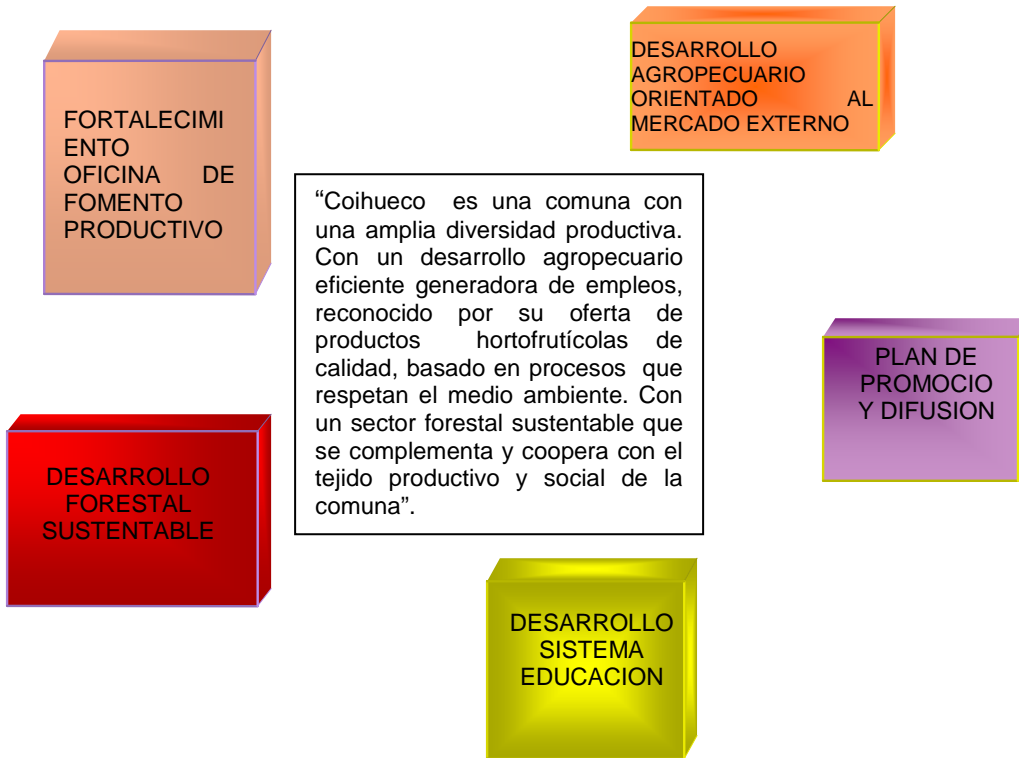 FORTALECIMI
ENTO
OFICINA DE
FOMENTO
PRODUCTIVO
DESARROLLO
AGROPECUARIO
ORIENTADO AL
MERCADO EXTERNO
“Coihueco es una comuna con
una amplia diversidad productiva.
Con un desarrollo agropecuario
eficiente generadora de empleos,
reconocido por su oferta de
productos hortofrutícolas de
calidad, basado en procesos que
respetan el medio ambiente. Con
un sector forestal sustentable que
se complementa y coopera con el
tejido productivo y social de la
comuna”.
PLAN DE
PROMOCIO
Y DIFUSION
DESARROLLO
FORESTAL
SUSTENTABLE
DESARROLLO
SISTEMA
EDUCACION